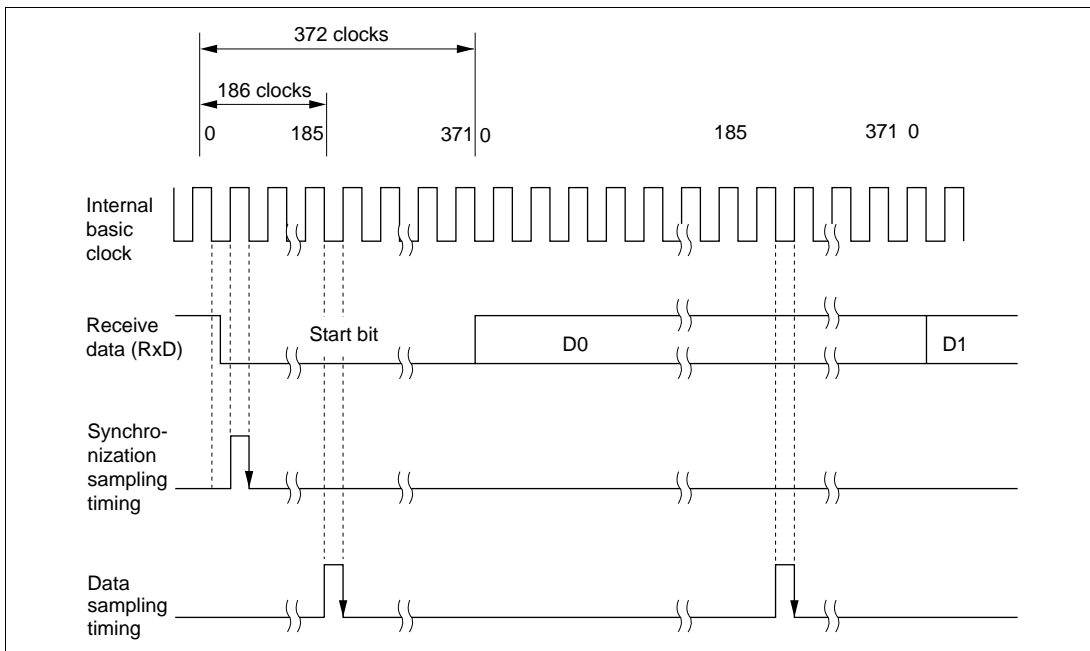 372 clocks
186 clocks
0 185 371 0 185 371 0
Internal
basic
clock
Receive
data (RxD)
Start bit
D0
D1
Synchro-
nization
sampling
timing
Data
sampling
timing